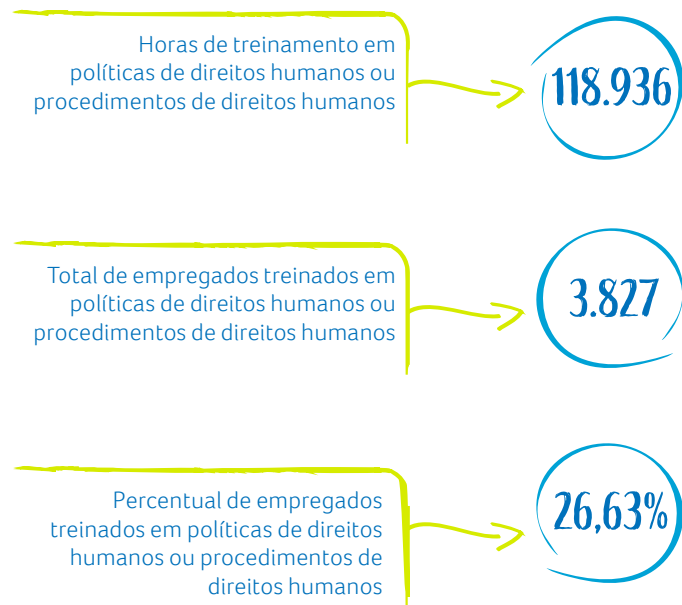 Horas de treinamento em
políticas de direitos humanos ou
procedimentos de direitos humanos
118.936
Total de empregados treinados em
políticas de direitos humanos ou
procedimentos de direitos humanos
3.827
Percentual de empregados
treinados em políticas de direitos
humanos ou procedimentos de
direitos humanos
26,63%